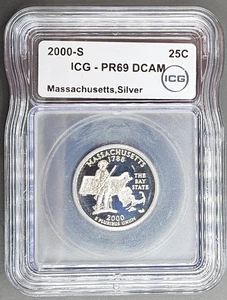 2000-S 25C
ICG - PR69 DCAM
Massachusetts,Silver
ICG
MASSACHUSETTS
1788
THE
BAY
STATE
2000
E PLURIBUS UNUM